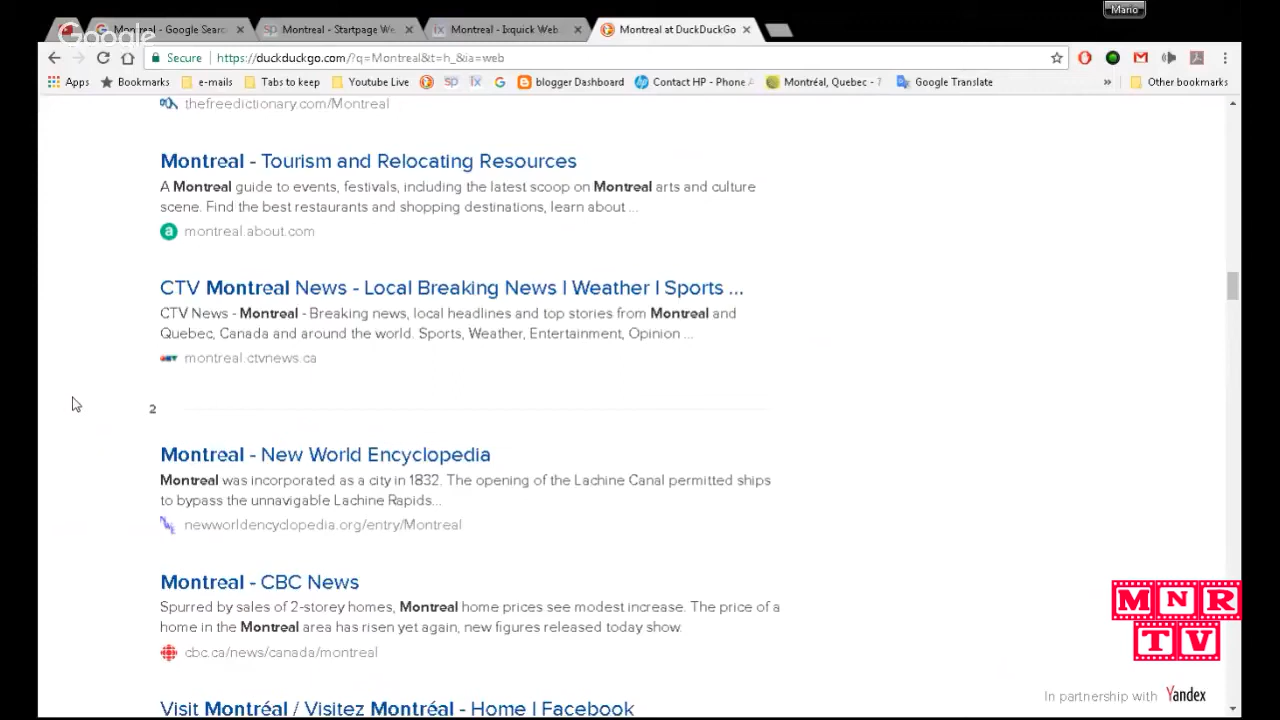 Mario
Montreal - Google Searc
Montreal - Startpage We
Montreal - Ixquick Web
Montreal at DuckDuckGo
Google
Secure https://duckduckgo.com/?q=Montreal&t=h_&ia=web
Apps Bookmarks e-mails Tabs to keep Youtube Live blogger Dashboard Contact HP - Phone Montréal, Quebec - 7 Google Translate » Other bookmarks
thefreedictionary.com/Montreal
Montreal - Tourism and Relocating Resources
A Montreal guide to events, festivals, including the latest scoop on Montreal arts and culture
scene. Find the best restaurants and shopping destinations, learn about ...
a montreal.about.com
CTV Montreal News - Local Breaking News | Weather | Sports ...
CTV News - Montreal - Breaking news, local headlines and top stories from Montreal and
Quebec, Canada and around the world. Sports, Weather, Entertainment, Opinion ...
montreal.ctvnews.ca
2
Montreal - New World Encyclopedia
Montreal was incorporated as a city in 1832. The opening of the Lachine Canal permitted ships
to bypass the unnavigable Lachine Rapids...
newworldencyclopedia.org/entry/Montreal
Montreal - CBC News
Spurred by sales of 2-storey homes, Montreal home prices see modest increase. The price of a
home in the Montreal area has risen yet again, new figures released today show.
cbc.ca/news/canada/montreal
Visit Montréal / Visitez Montréal - Home | Facebook
MNR
TV
In partnership with Yandex